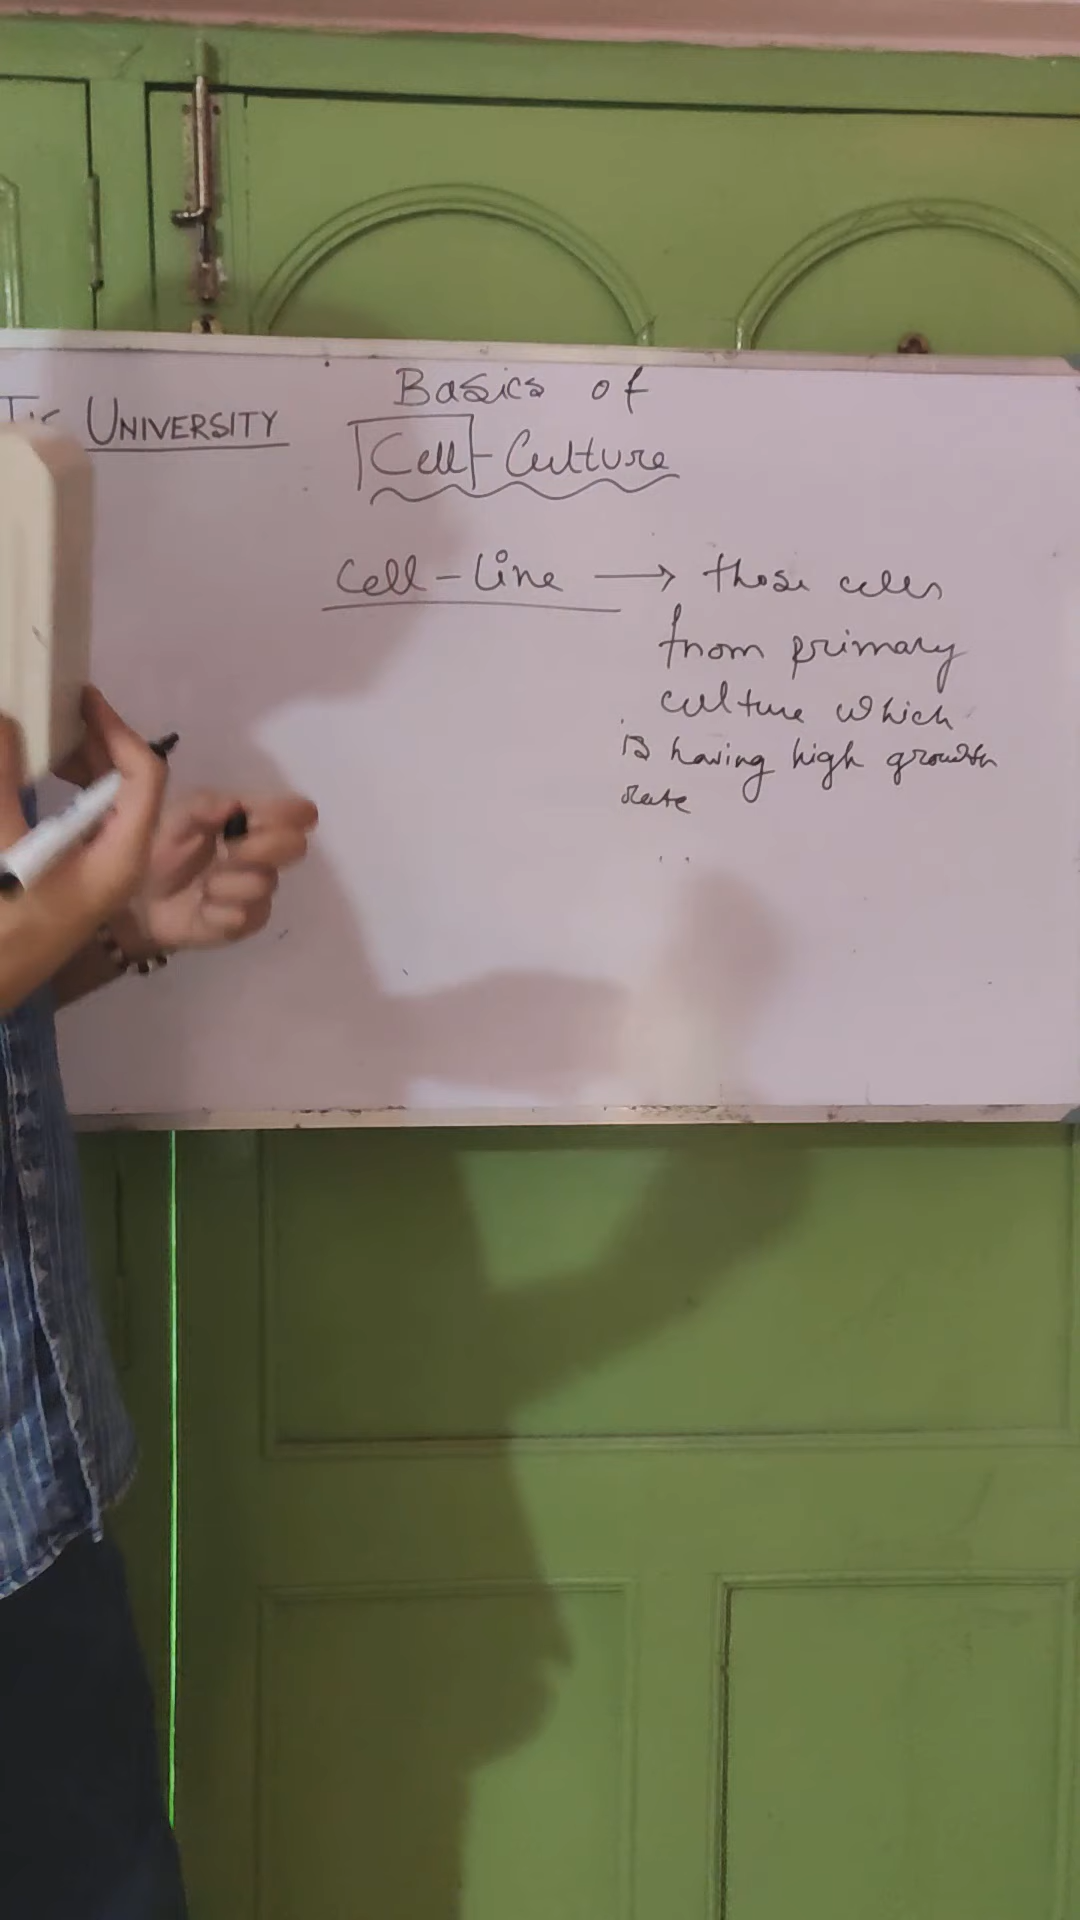 UNIVERSITY
Basics of
Cell-Culture
Cell-Line → those cells
from primary
culture which
is having high growth
rate